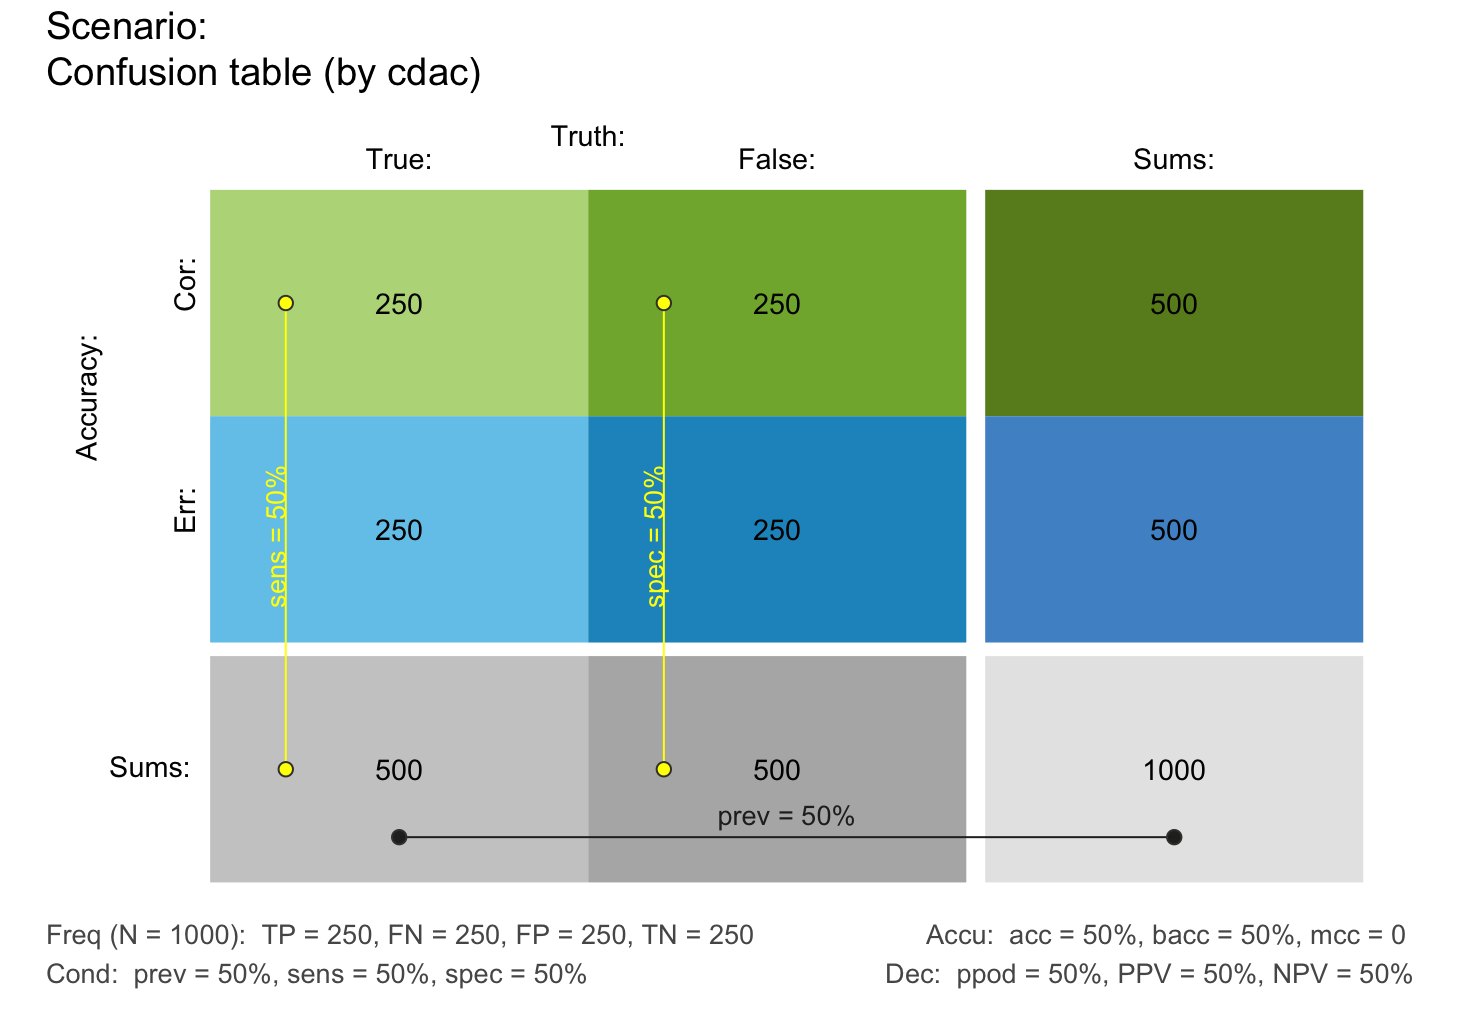 Scenario:
Confusion table (by cdac)
Truth:
True:
False:
Sums:
Accuracy:
Cor:
250
250
500
Err:
sens = 50%
250
spec = 50%
250
500
Sums:
500
500
1000
prev = 50%
Freq (N = 1000):  TP = 250, FN = 250, FP = 250, TN = 250
Accu:  acc = 50%, bacc = 50%, mcc = 0
Cond:  prev = 50%, sens = 50%, spec = 50%
Dec:  ppod = 50%, PPV = 50%, NPV = 50%